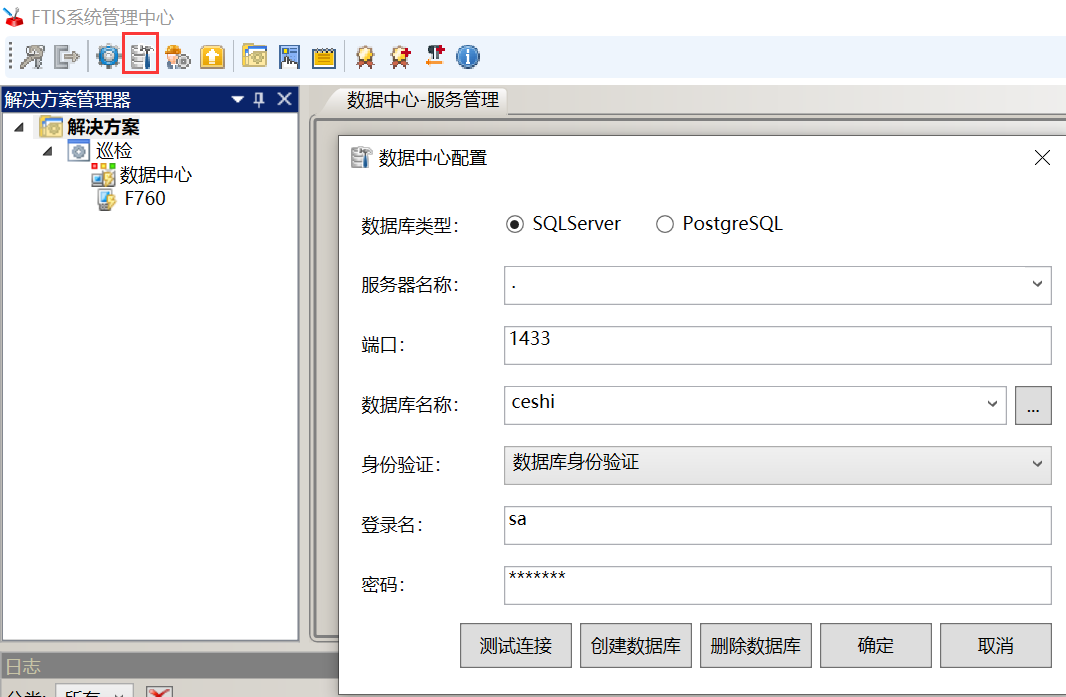 FTIS系统管理中心
解决方案管理器
解决方案
巡检
数据中心
F760
数据中心-服务管理
数据中心配置
数据库类型: SQLServer PostgreSQL
服务器名称: .
端口: 1433
数据库名称: ceshi ...
身份验证: 数据库身份验证
登录名: sa
密码: *******
测试连接 创建数据库 删除数据库 确定 取消
日志
分类: 所有